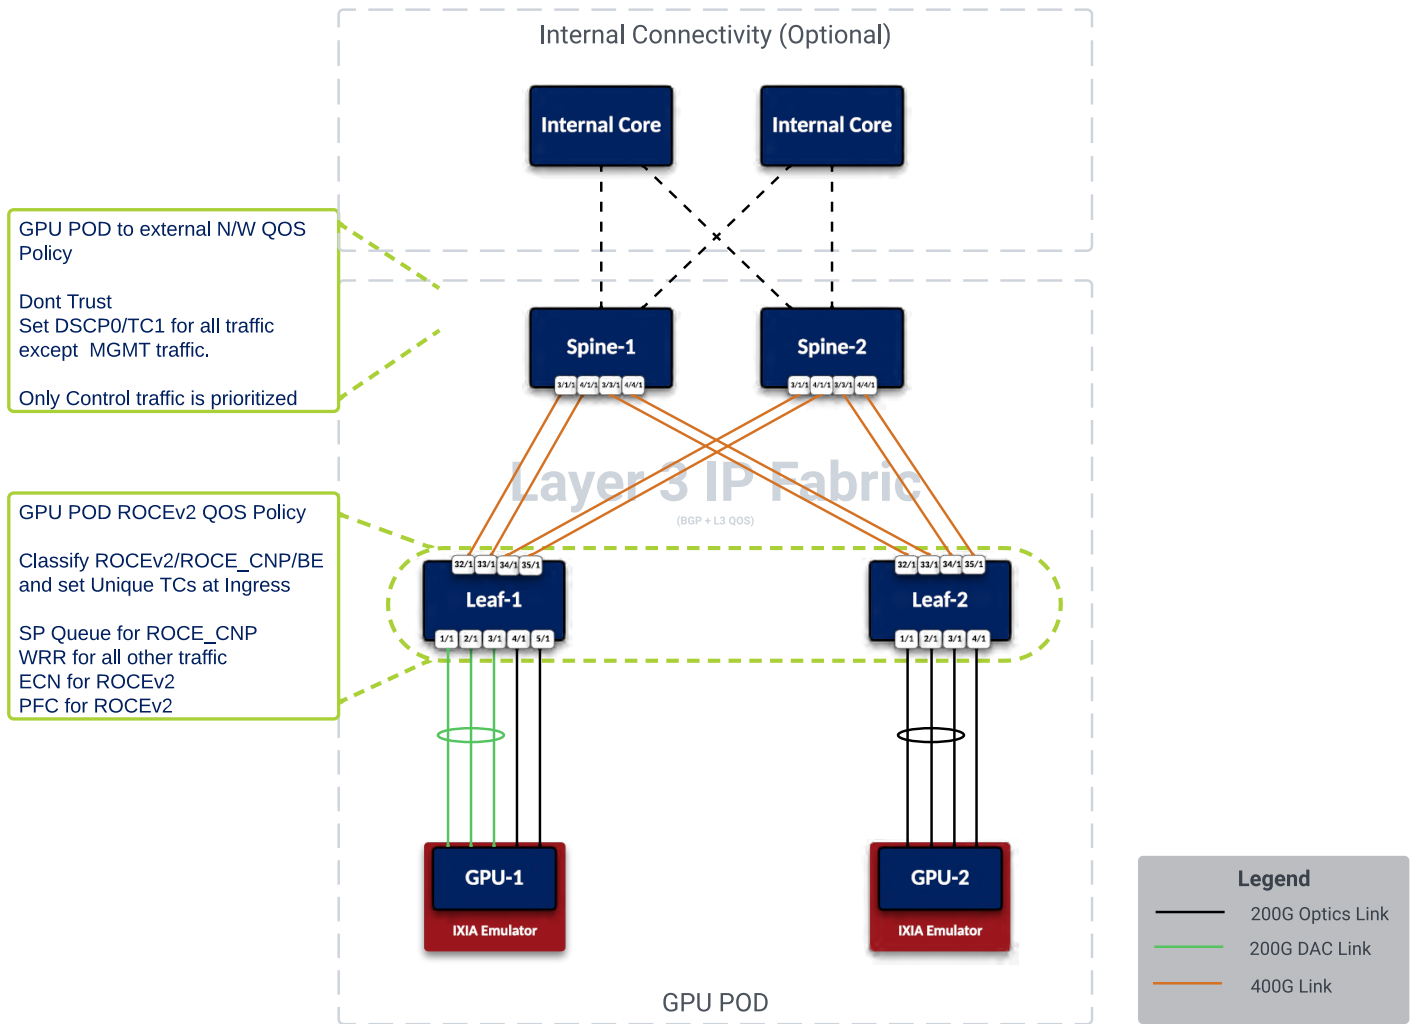 Internal Connectivity (Optional)
Internal Core
Internal Core
GPU POD to external N/W QOS
Policy
Dont Trust
Set DSCP0/TC1 for all traffic
except MGMT traffic.
Only Control traffic is prioritized
Spine-1
3/1/1 4/1/1 3/3/1 4/4/1
Spine-2
3/1/1 4/1/1 3/3/1 4/4/1
Layer 3 IP Fabric
(BGP + L3 QOS)
GPU POD ROCEv2 QOS Policy
Classify ROCEv2/ROCE_CNP/BE
and set Unique TCs at Ingress
SP Queue for ROCE_CNP
WRR for all other traffic
ECN for ROCEv2
PFC for ROCEv2
32/1 33/1 34/1 35/1
Leaf-1
1/1 2/1 3/1 4/1 5/1
32/1 33/1 34/1 35/1
Leaf-2
1/1 2/1 3/1 4/1
GPU-1
IXIA Emulator
GPU-2
IXIA Emulator
GPU POD
Legend
200G Optics Link
200G DAC Link
400G Link